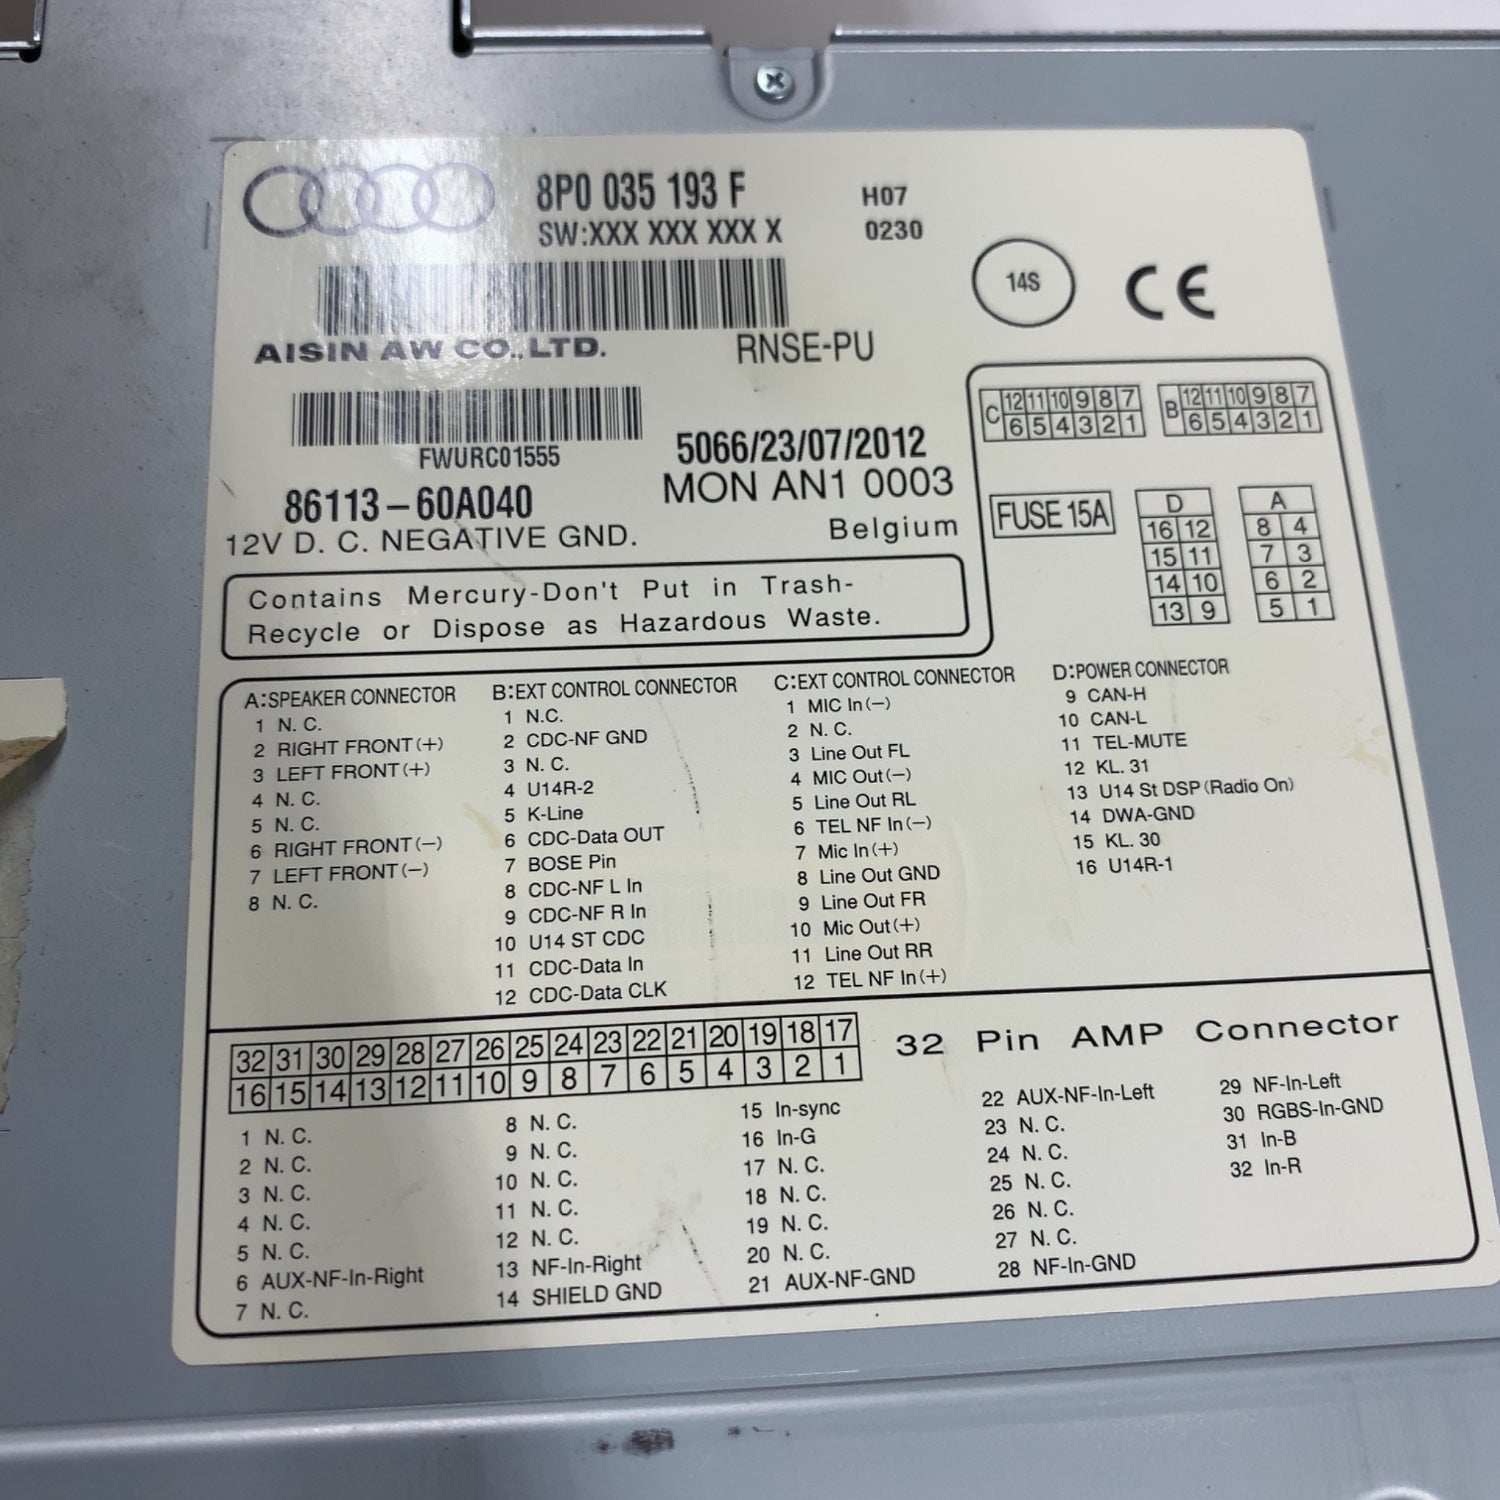 8P0 035 193 F
SW:XXX XXX XXX X
H07
0230
14S
CE
AISIN AW CO.,LTD.
RNSE-PU
FWURC01555
5066/23/07/2012
86113-60A040
MON AN1 0003
12V D. C. NEGATIVE GND.
Belgium
Contains Mercury-Don't Put in Trash-
Recycle or Dispose as Hazardous Waste.
C 12 11 10 9 8 7
6 5 4 3 2 1
B 12 11 10 9 8 7
6 5 4 3 2 1
FUSE 15A
D
16 12
15 11
14 10
13 9
A
8 4
7 3
6 2
5 1
A:SPEAKER CONNECTOR
1 N. C.
2 RIGHT FRONT(+)
3 LEFT FRONT(+)
4 N. C.
5 N. C.
6 RIGHT FRONT(-)
7 LEFT FRONT(-)
8 N. C.
B:EXT CONTROL CONNECTOR
1 N.C.
2 CDC-NF GND
3 N. C.
4 U14R-2
5 K-Line
6 CDC-Data OUT
7 BOSE Pin
8 CDC-NF L In
9 CDC-NF R In
10 U14 ST CDC
11 CDC-Data In
12 CDC-Data CLK
C:EXT CONTROL CONNECTOR
1 MIC In(-)
2 N. C.
3 Line Out FL
4 MIC Out(-)
5 Line Out RL
6 TEL NF In(-)
7 Mic In(+)
8 Line Out GND
9 Line Out FR
10 Mic Out(+)
11 Line Out RR
12 TEL NF In(+)
D:POWER CONNECTOR
9 CAN-H
10 CAN-L
11 TEL-MUTE
12 KL. 31
13 U14 St DSP(Radio On)
14 DWA-GND
15 KL. 30
16 U14R-1
32 31 30 29 28 27 26 25 24 23 22 21 20 19 18 17
16 15 14 13 12 11 10 9 8 7 6 5 4 3 2 1
32 Pin AMP Connector
1 N. C.
2 N. C.
3 N. C.
4 N. C.
5 N. C.
6 AUX-NF-In-Right
7 N. C.
8 N. C.
9 N. C.
10 N. C.
11 N. C.
12 N. C.
13 NF-In-Right
14 SHIELD GND
15 In-sync
16 In-G
17 N. C.
18 N. C.
19 N. C.
20 N. C.
21 AUX-NF-GND
22 AUX-NF-In-Left
23 N. C.
24 N. C.
25 N. C.
26 N. C.
27 N. C.
28 NF-In-GND
29 NF-In-Left
30 RGBS-In-GND
31 In-B
32 In-R